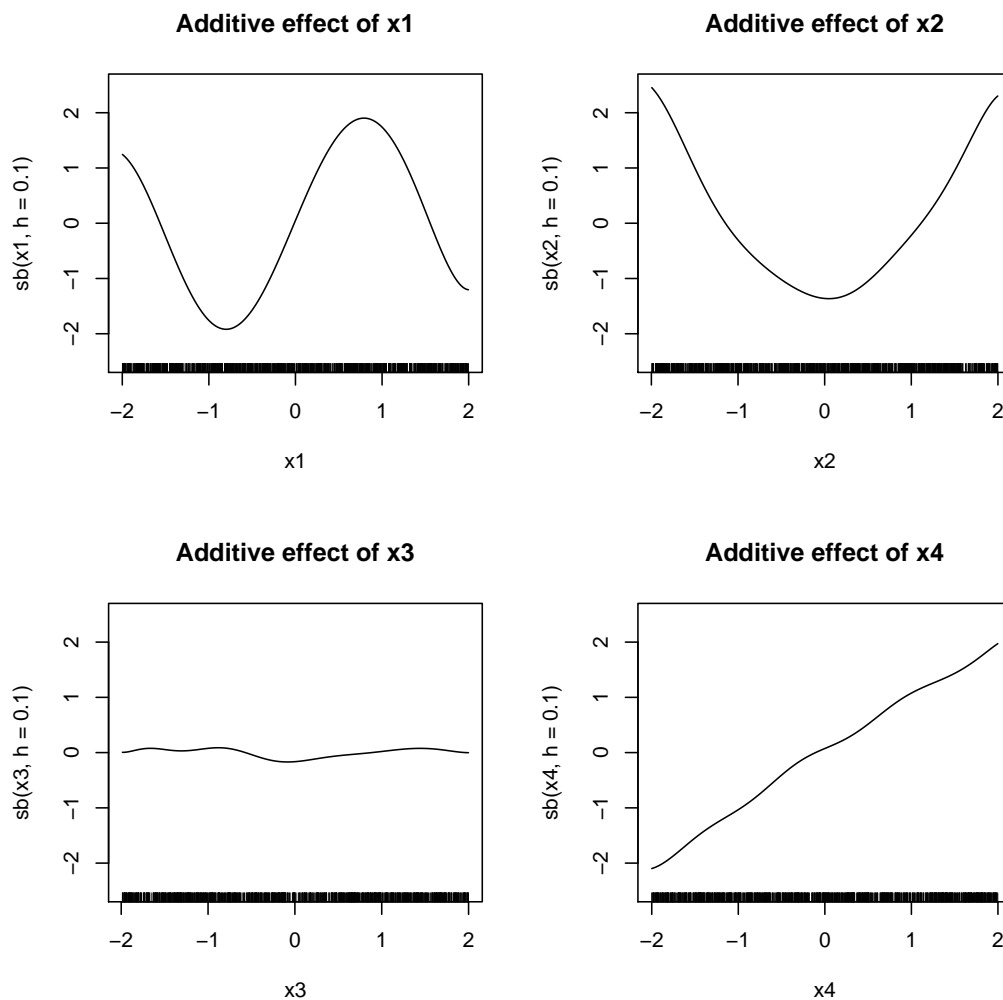 Additive effect of x1
sb(x1, h = 0.1)
2
1
0
−1
−2
−2 −1 0 1 2
x1
Additive effect of x2
sb(x2, h = 0.1)
2
1
0
−1
−2
−2 −1 0 1 2
x2
Additive effect of x3
sb(x3, h = 0.1)
2
1
0
−1
−2
−2 −1 0 1 2
x3
Additive effect of x4
sb(x4, h = 0.1)
2
1
0
−1
−2
−2 −1 0 1 2
x4